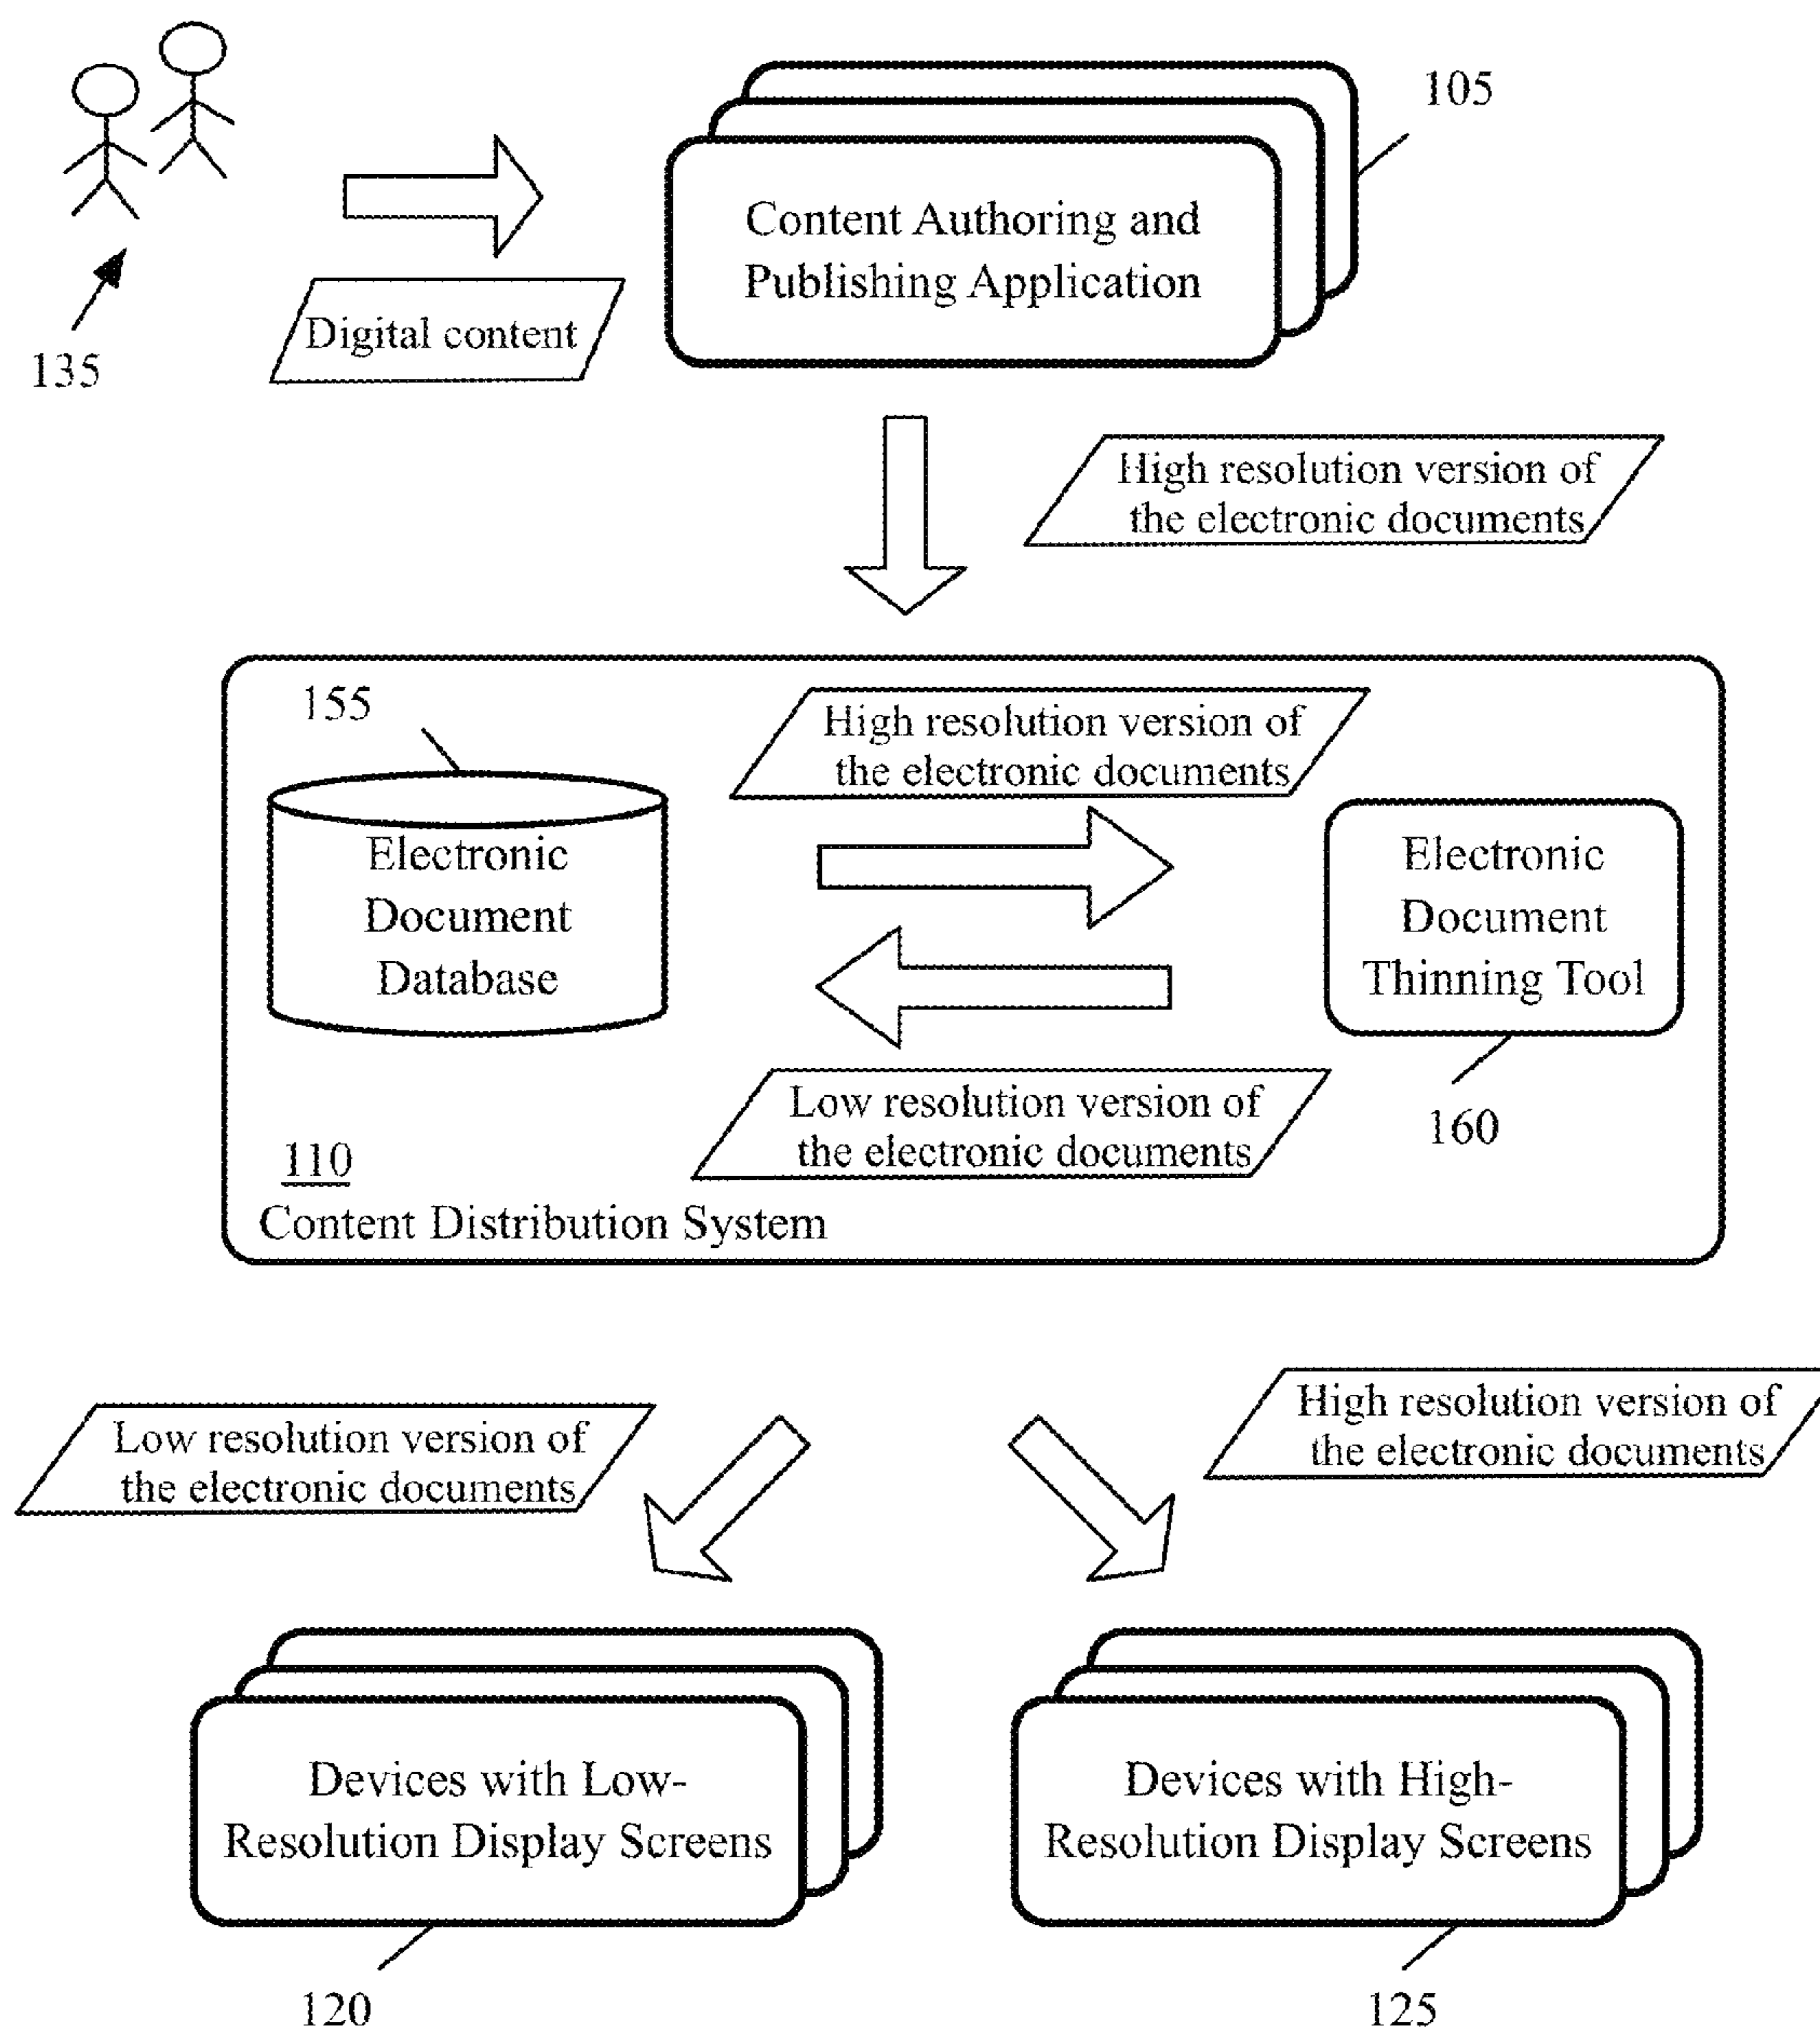 105
Content Authoring and
Publishing Application
Digital content
135
High resolution version of
the electronic documents
155
High resolution version of
the electronic documents
Electronic
Document
Database
Electronic
Document
Thinning Tool
Low resolution version of
the electronic documents
160
110
Content Distribution System
Low resolution version of
the electronic documents
High resolution version of
the electronic documents
Devices with Low-
Resolution Display Screens
Devices with High-
Resolution Display Screens
120
125